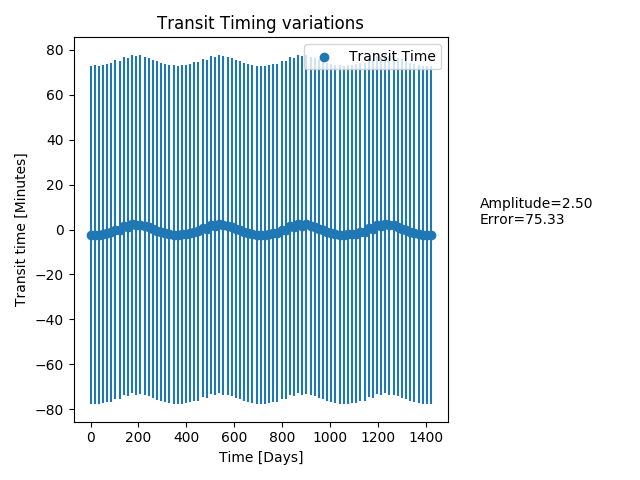 Transit Timing variations
Transit Time
Transit time [Minutes]
80
60
40
20
0
−20
−40
−60
−80
0 200 400 600 800 1000 1200 1400
Time [Days]
Amplitude=2.50
Error=75.33